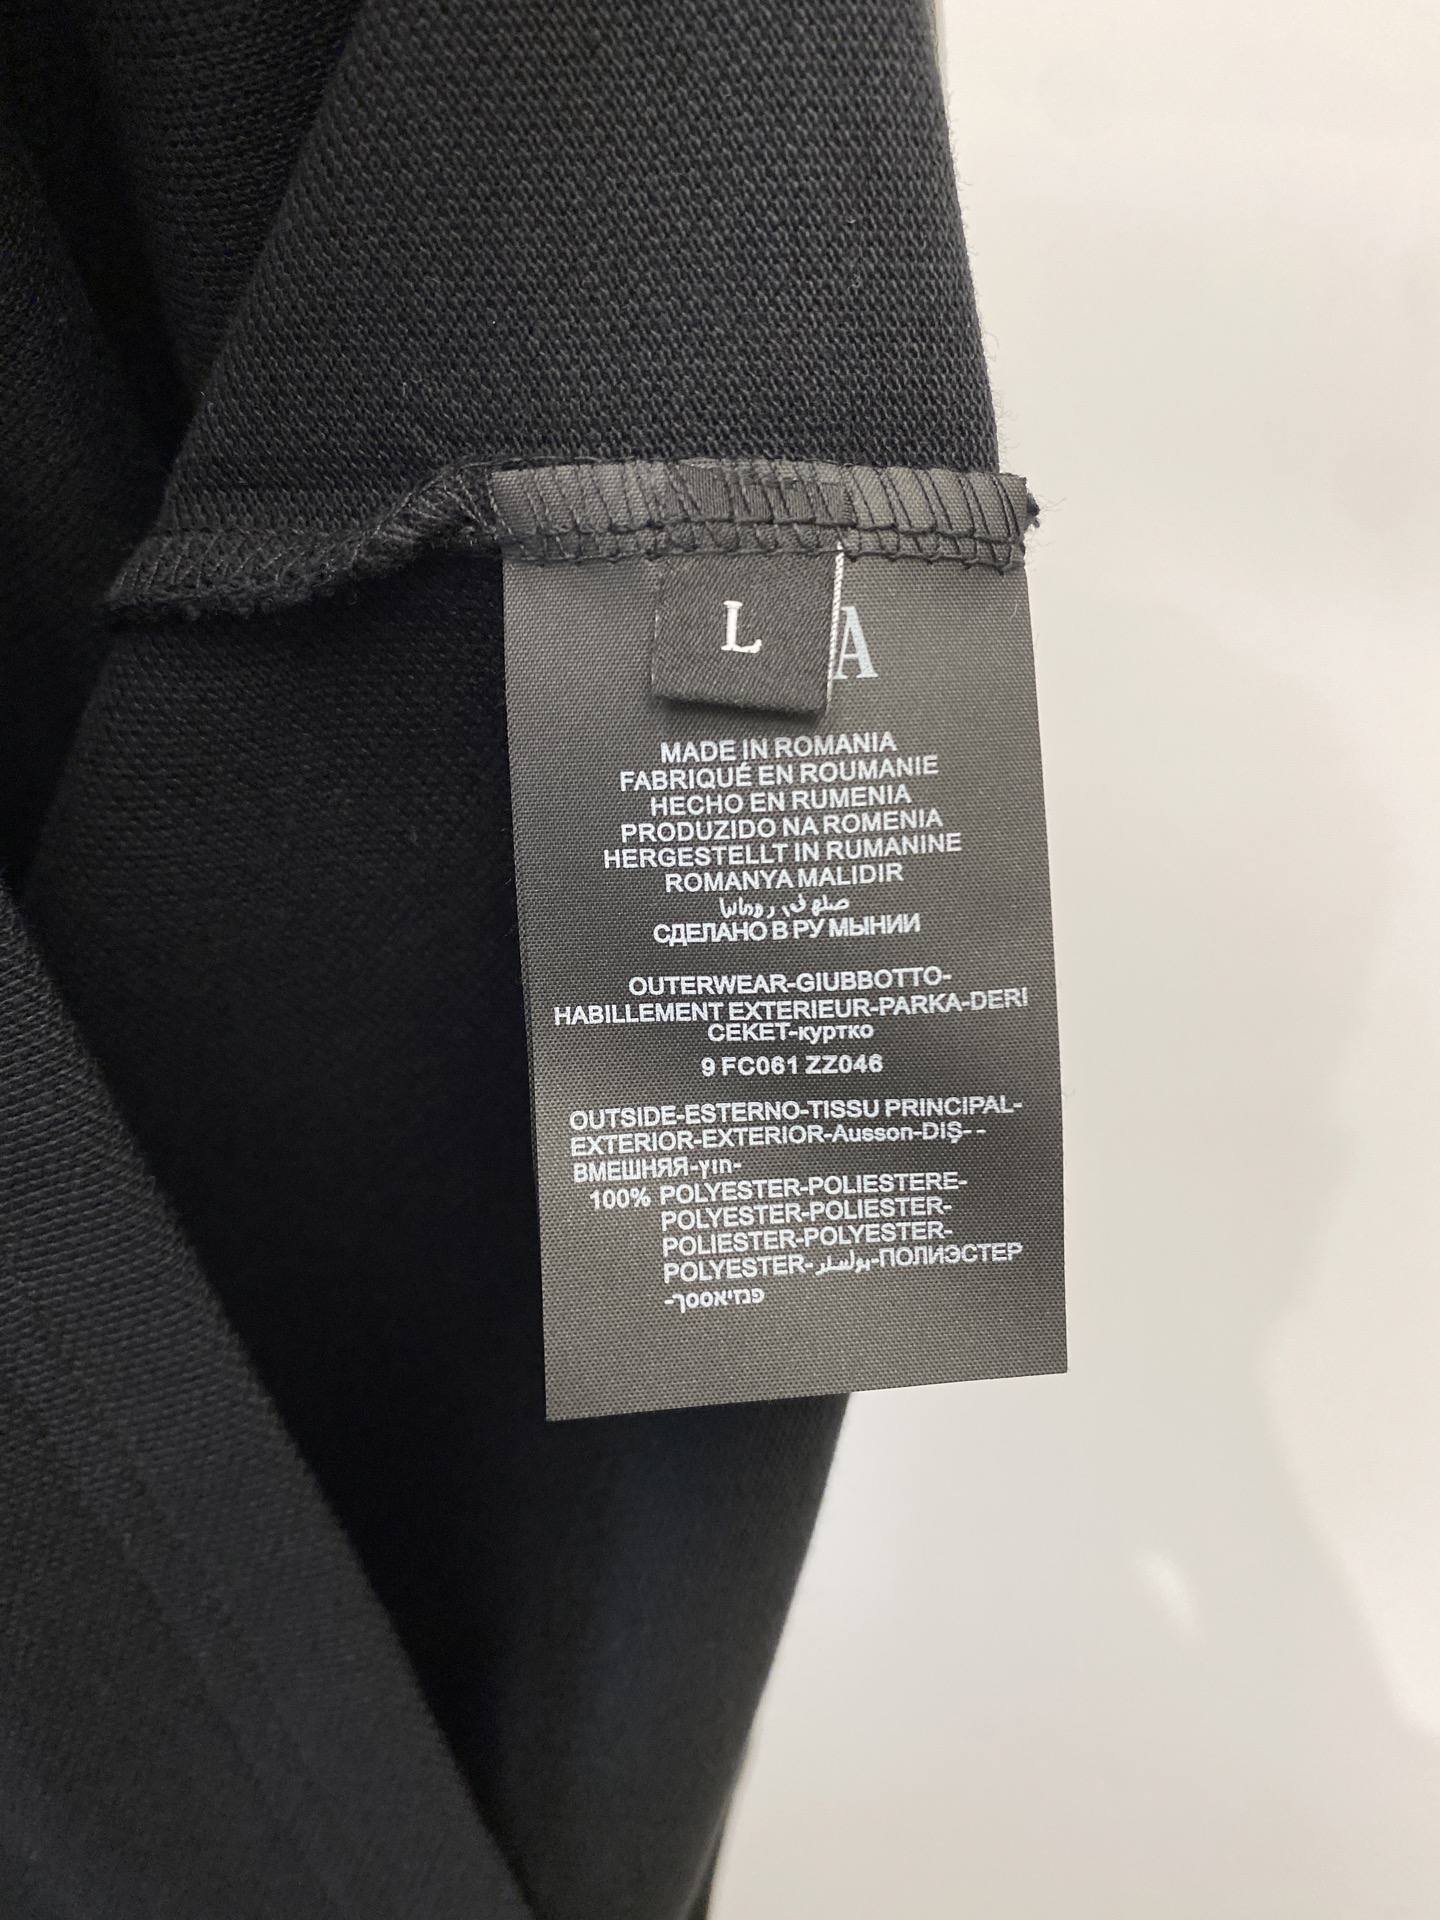 L
A
MADE IN ROMANIA
FABRIQUÉ EN ROUMANIE
HECHO EN RUMENIA
PRODUZIDO NA ROMENIA
HERGESTELLT IN RUMANINE
ROMANYA MALIDIR
СДЕЛАНО В РУ МЫНИИ
OUTERWEAR-GIUBBOTTO-
HABILLEMENT EXTERIEUR-PARKA-DERI
CEKET-куртко
9 FC061 ZZ046
OUTSIDE-ESTERNO-TISSU PRINCIPAL-
EXTERIOR-EXTERIOR-Ausson-DIŞ- -
ВМЕШНЯЯ-γιn-
100% POLYESTER-POLIESTERE-
POLYESTER-POLIESTER-
POLIESTER-POLYESTER-
POLYESTER-بولسلر-ПОЛИЭСТЕР